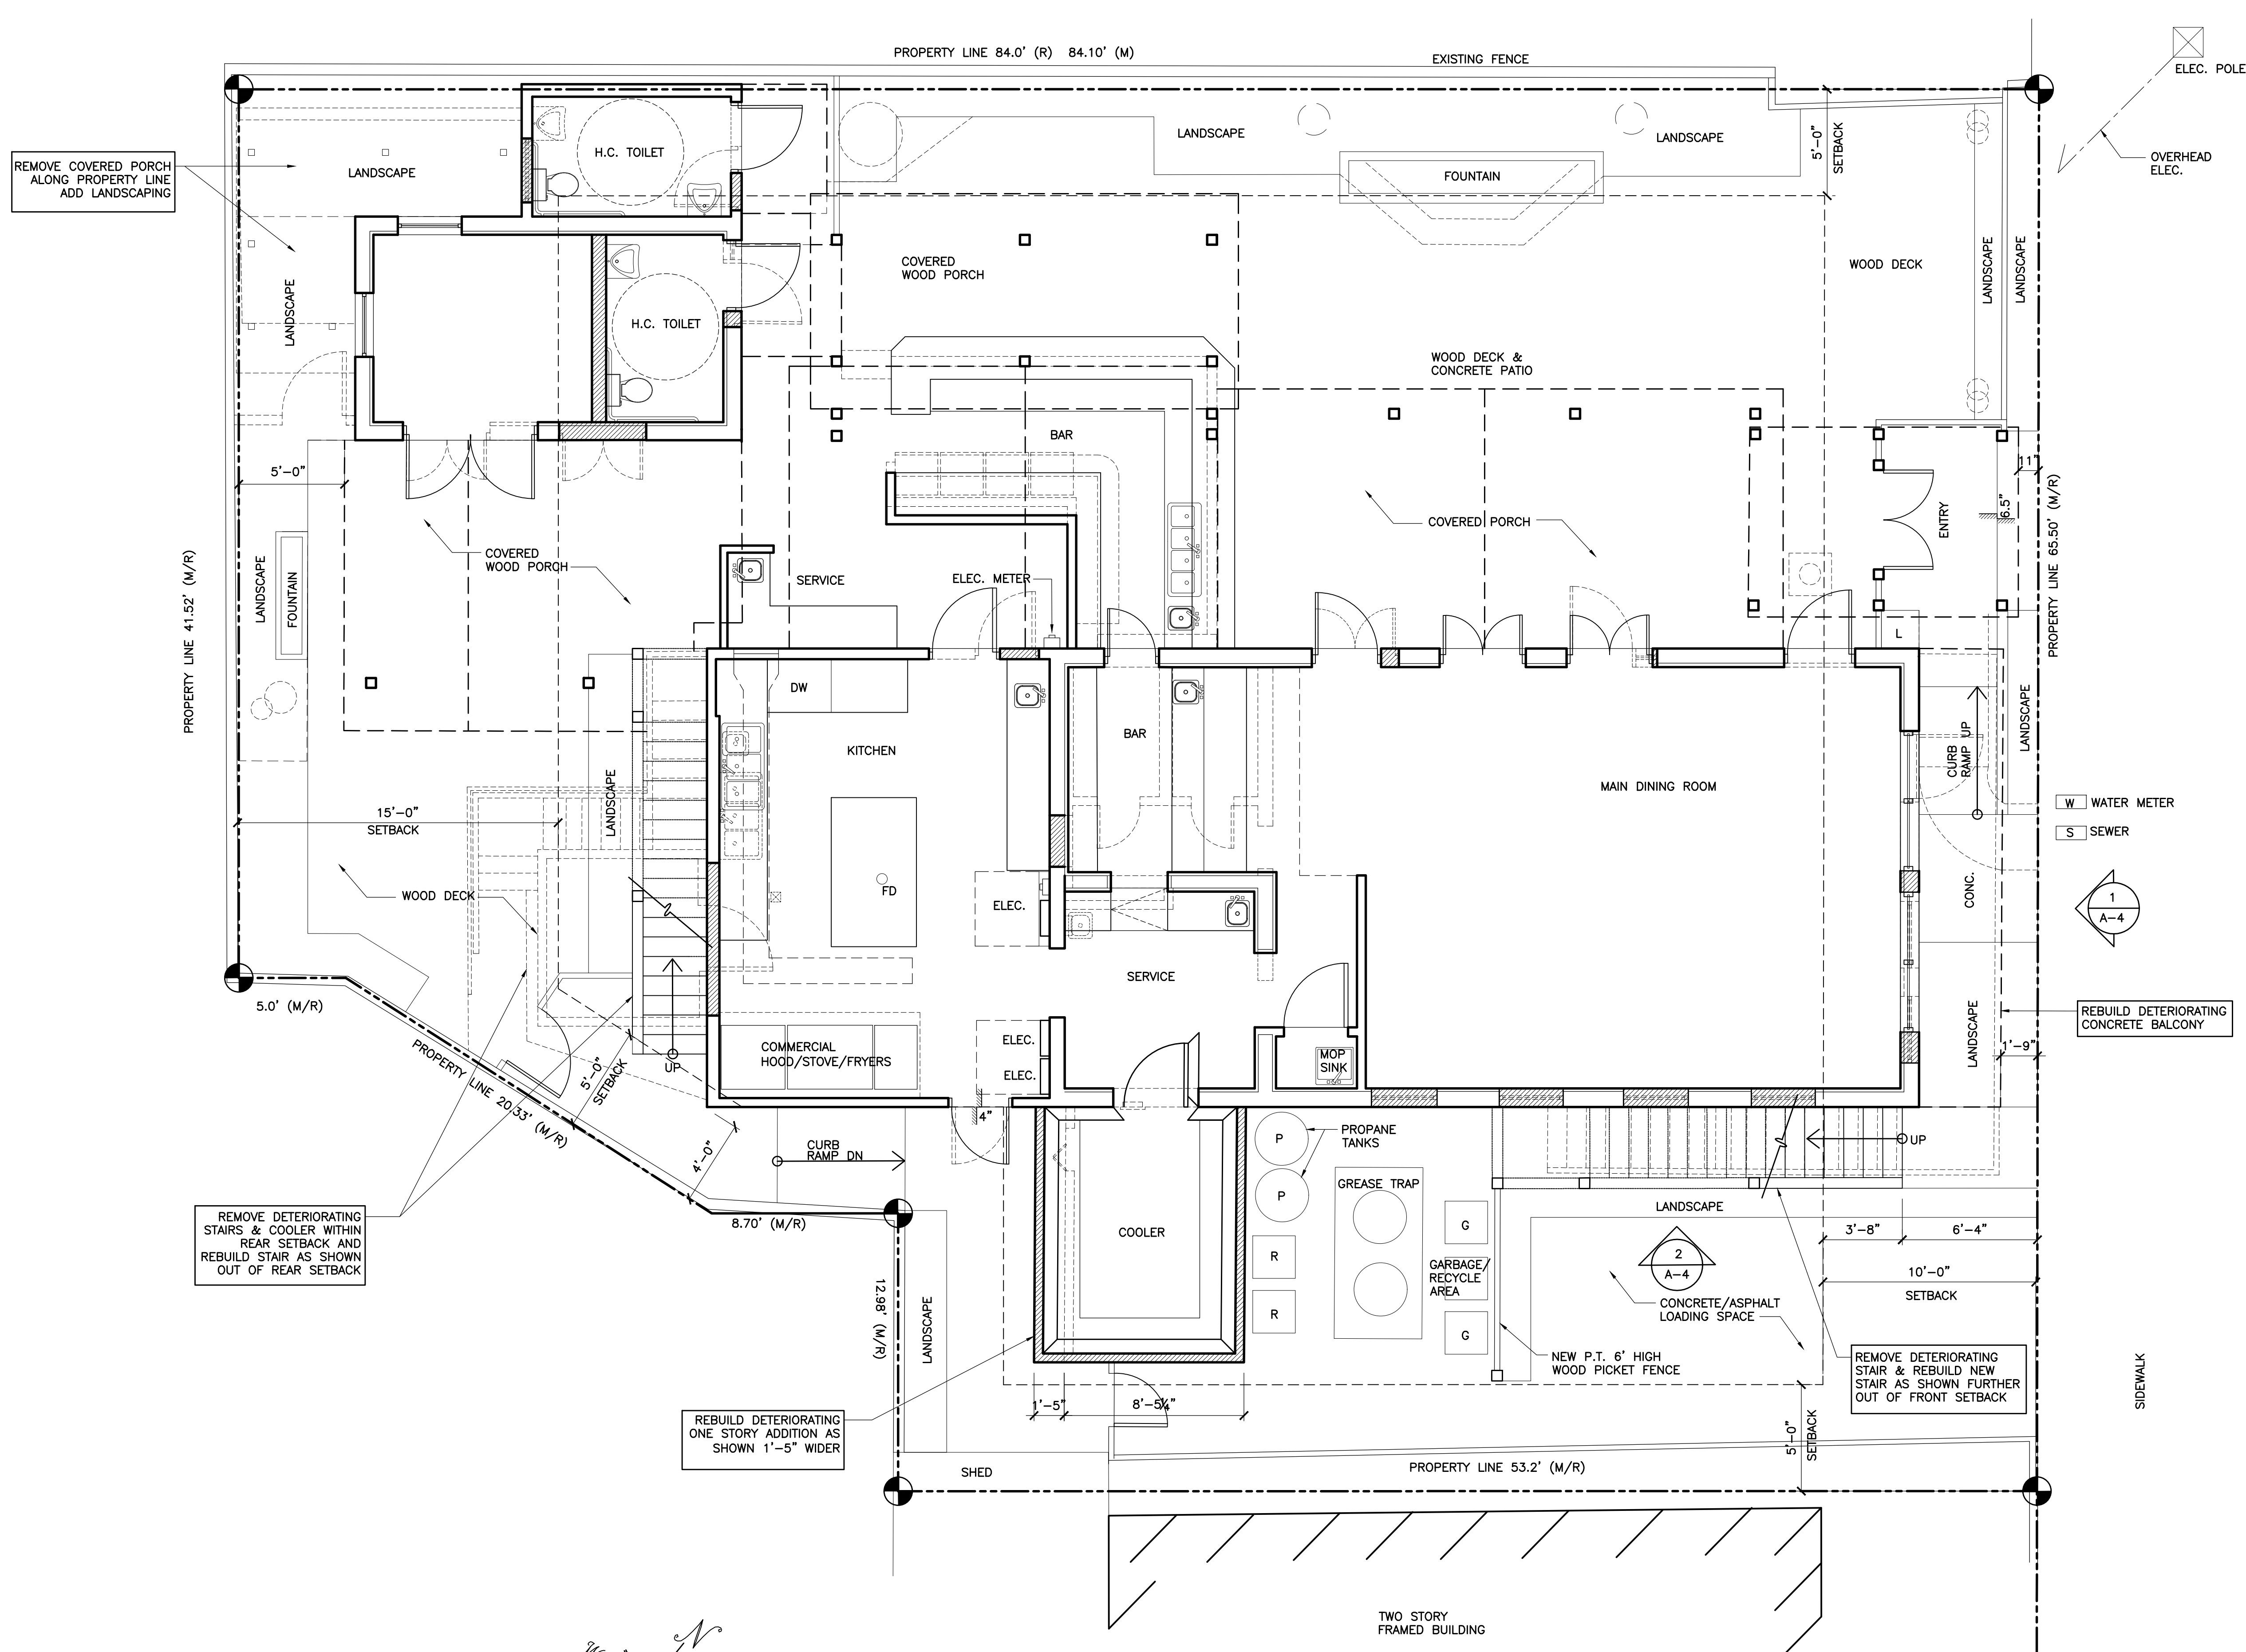 PROPERTY LINE 84.0' (R)   84.10' (M)
EXISTING FENCE
ELEC. POLE
OVERHEAD
ELEC.
REMOVE COVERED PORCH
ALONG PROPERTY LINE
ADD LANDSCAPING
LANDSCAPE
H.C. TOILET
LANDSCAPE
FOUNTAIN
LANDSCAPE
5'-0"
SETBACK
LANDSCAPE
H.C. TOILET
COVERED
WOOD PORCH
WOOD DECK
LANDSCAPE
LANDSCAPE
WOOD DECK &
CONCRETE PATIO
BAR
5'-0"
COVERED
WOOD PORCH
SERVICE
ELEC. METER
COVERED PORCH
ENTRY
6.5"
11"
PROPERTY LINE 65.50' (M/R)
PROPERTY LINE 41.52' (M/R)
LANDSCAPE
FOUNTAIN
L
DW
KITCHEN
BAR
MAIN DINING ROOM
CURB
RAMP UP
LANDSCAPE
W
WATER METER
S
SEWER
15'-0"
SETBACK
LANDSCAPE
WOOD DECK
FD
ELEC.
CONC.
1
A-4
SERVICE
5.0' (M/R)
PROPERTY LINE 20.33' (M/R)
5'-0"
SETBACK
UP
COMMERCIAL
HOOD/STOVE/FRYERS
ELEC.
ELEC.
MOP
SINK
LANDSCAPE
1'-9"
REBUILD DETERIORATING
CONCRETE BALCONY
4"
4'-0"
CURB
RAMP DN
P
PROPANE
TANKS
P
UP
GREASE TRAP
REMOVE DETERIORATING
STAIRS & COOLER WITHIN
REAR SETBACK AND
REBUILD STAIR AS SHOWN
OUT OF REAR SETBACK
8.70' (M/R)
COOLER
R
R
G
GARBAGE/
RECYCLE
AREA
G
LANDSCAPE
2
A-4
3'-8"
6'-4"
10'-0"
SETBACK
CONCRETE/ASPHALT
LOADING SPACE
12.98' (M/R)
LANDSCAPE
NEW P.T. 6' HIGH
WOOD PICKET FENCE
REMOVE DETERIORATING
STAIR & REBUILD NEW
STAIR AS SHOWN FURTHER
OUT OF FRONT SETBACK
SIDEWALK
1'-5"
8'-5¼"
REBUILD DETERIORATING
ONE STORY ADDITION AS
SHOWN 1'-5" WIDER
5'-0"
SETBACK
SHED
PROPERTY LINE 53.2' (M/R)
TWO STORY
FRAMED BUILDING
N